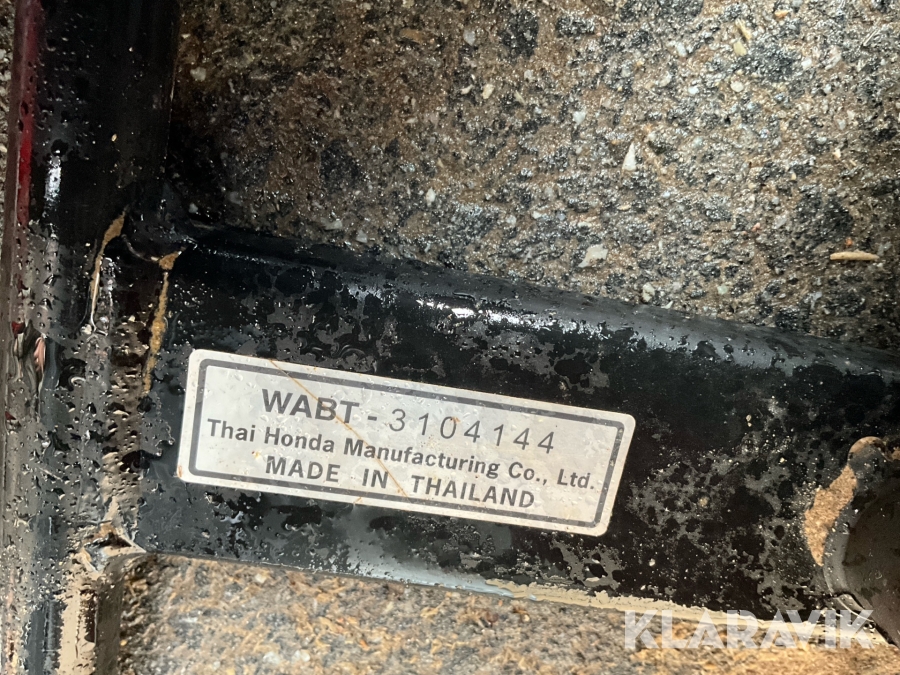 WABT-3104144
Thai Honda Manufacturing Co., Ltd.
MADE IN THAILAND
KLARAVIK